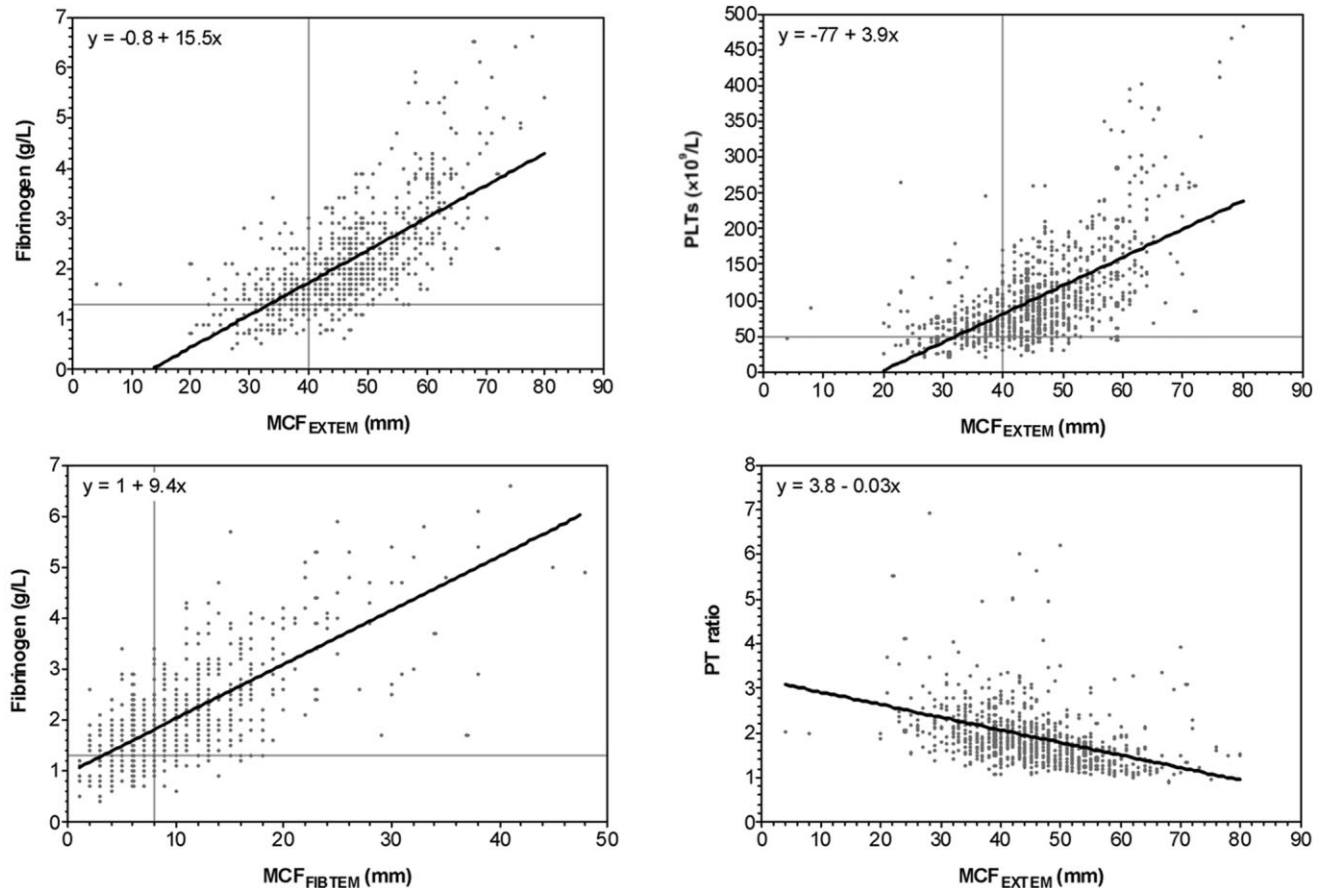 y = -0.8 + 15.5x
Fibrinogen (g/L)
7
6
5
4
3
2
1
0
0 10 20 30 40 50 60 70 80 90
MCF_EXTEM (mm)
y = -77 + 3.9x
PLTs (×10⁹/L)
500
450
400
350
300
250
200
150
100
50
0
0 10 20 30 40 50 60 70 80 90
MCF_EXTEM (mm)
y = 1 + 9.4x
Fibrinogen (g/L)
7
6
5
4
3
2
1
0
0 10 20 30 40 50
MCF_FIBTEM (mm)
y = 3.8 - 0.03x
PT ratio
8
7
6
5
4
3
2
1
0
0 10 20 30 40 50 60 70 80 90
MCF_EXTEM (mm)